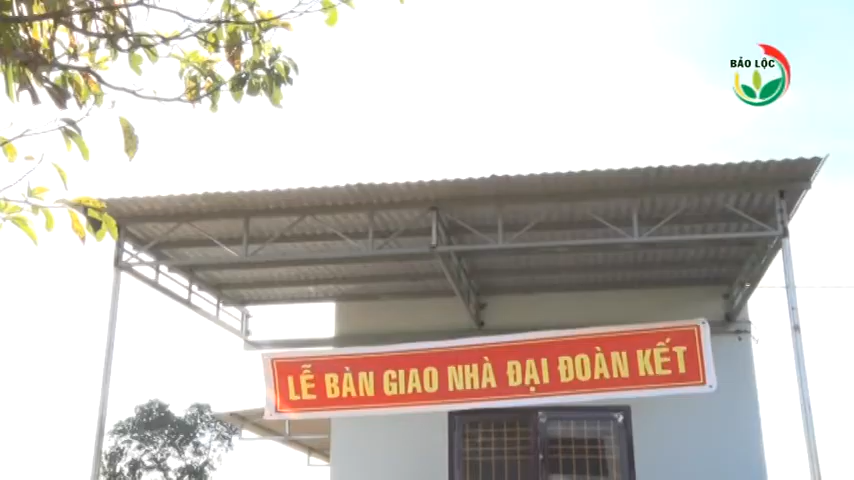 BẢO LỘC
LỄ BÀN GIAO NHÀ ĐẠI ĐOÀN KẾT